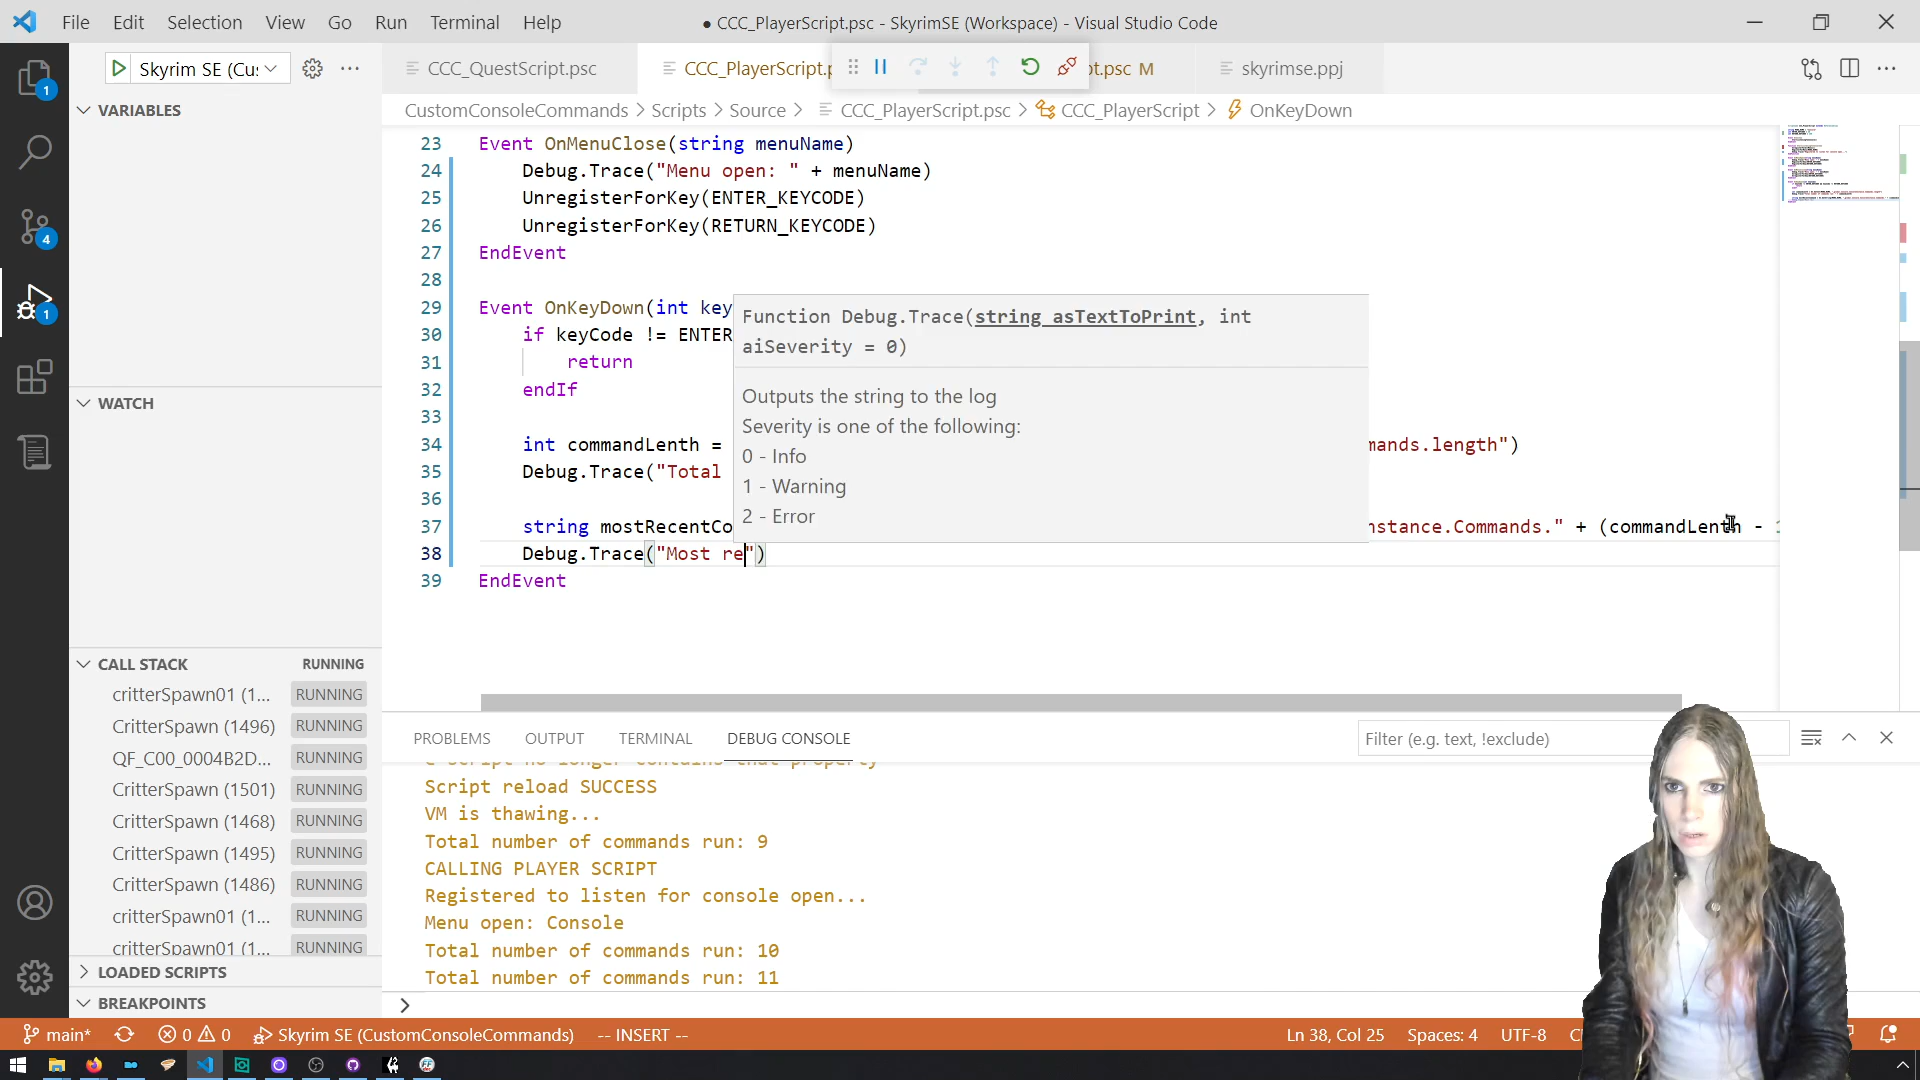 File Edit Selection View Go Run Terminal Help
● CCC_PlayerScript.psc - SkyrimSE (Workspace) - Visual Studio Code
Skyrim SE (Cu
CCC_QuestScript.psc
CCC_PlayerScript.
pt.psc M
skyrimse.ppj
CustomConsoleCommands > Scripts > Source > CCC_PlayerScript.psc > CCC_PlayerScript > OnKeyDown
VARIABLES
WATCH
CALL STACK RUNNING
critterSpawn01 (1... RUNNING
CritterSpawn (1496) RUNNING
QF_C00_0004B2D... RUNNING
CritterSpawn (1501) RUNNING
CritterSpawn (1468) RUNNING
CritterSpawn (1495) RUNNING
CritterSpawn (1486) RUNNING
critterSpawn01 (1... RUNNING
critterSpawn01 (1... RUNNING
LOADED SCRIPTS
BREAKPOINTS
1
4
1
23 Event OnMenuClose(string menuName)
24 Debug.Trace("Menu open: " + menuName)
25 UnregisterForKey(ENTER_KEYCODE)
26 UnregisterForKey(RETURN_KEYCODE)
27 EndEvent
28
29 Event OnKeyDown(int key
30 if keyCode != ENTER
31 return
32 endIf
33
34 int commandLenth = mands.length")
35 Debug.Trace("Total
36
37 string mostRecentCo nstance.Commands." + (commandLenth -
38 Debug.Trace("Most re")
39 EndEvent
Function Debug.Trace(string asTextToPrint, int
aiSeverity = 0)
Outputs the string to the log
Severity is one of the following:
0 - Info
1 - Warning
2 - Error
PROBLEMS OUTPUT TERMINAL DEBUG CONSOLE
Filter (e.g. text, !exclude)
e script no longer contains that property
Script reload SUCCESS
VM is thawing...
Total number of commands run: 9
CALLING PLAYER SCRIPT
Registered to listen for console open...
Menu open: Console
Total number of commands run: 10
Total number of commands run: 11
main* 0 0 Skyrim SE (CustomConsoleCommands) -- INSERT --
Ln 38, Col 25 Spaces: 4 UTF-8